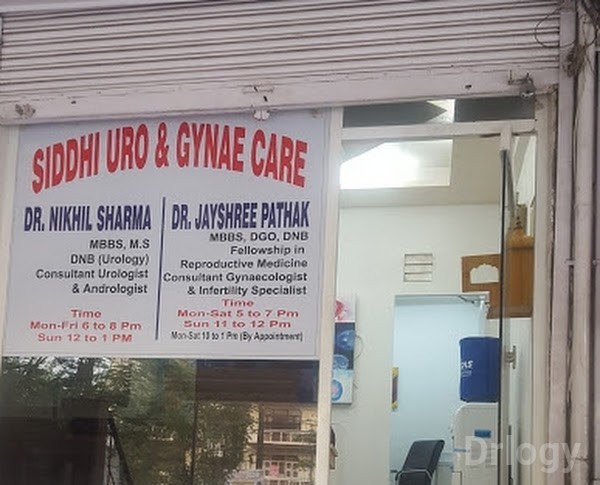 SIDDHI URO & GYNAE CARE
DR. NIKHIL SHARMA
MBBS, M.S
DNB (Urology)
Consultant Urologist
& Andrologist
Time
Mon-Fri 6 to 8 Pm
Sun 12 to 1 PM
DR. JAYSHREE PATHAK
MBBS, DGO, DNB
Fellowship in
Reproductive Medicine
Consultant Gynaecologist
& Infertility Specialist
Time
Mon-Sat 5 to 7 Pm
Sun 11 to 12 Pm
Mon-Sat 10 to 1 Pm (By Appointment)
Drlogy